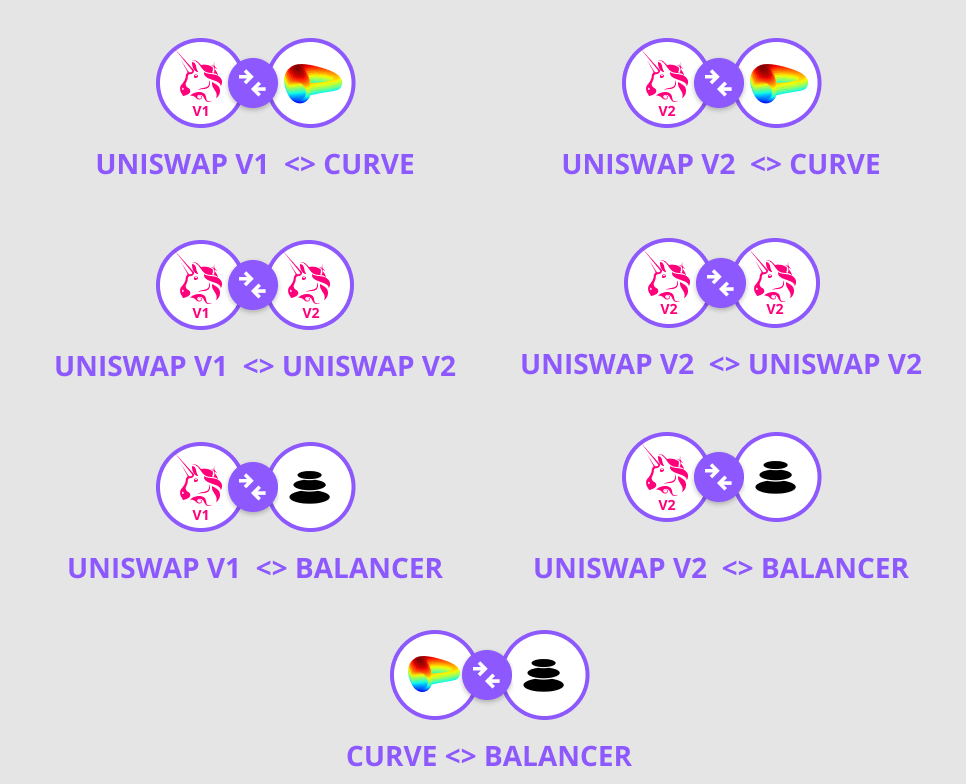 V1
UNISWAP V1 <> CURVE
V2
UNISWAP V2 <> CURVE
V1 V2
UNISWAP V1 <> UNISWAP V2
V2 V2
UNISWAP V2 <> UNISWAP V2
V1
UNISWAP V1 <> BALANCER
V2
UNISWAP V2 <> BALANCER
CURVE <> BALANCER